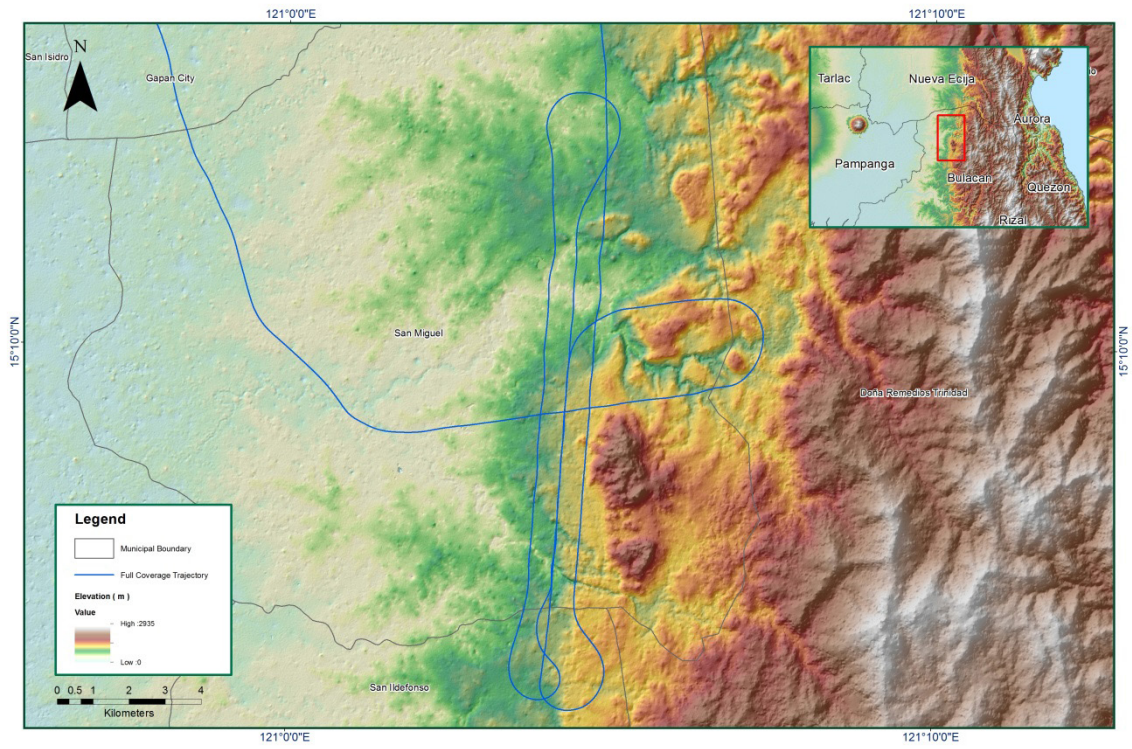 121°0'0"E
121°10'0"E
San Isidro
N
Gapan City
Tarlac
Nueva Ecija
Aurora
Pampanga
Bulacan
Quezon
Rizal
15°10'0"N
San Miguel
15°10'0"N
Doña Remedios Trinidad
Legend
Municipal Boundary
Full Coverage Trajectory
Elevation ( m )
Value
High :2935
Low :0
San Ildefonso
0 0.5 1 2 3 4
Kilometers
121°0'0"E
121°10'0"E